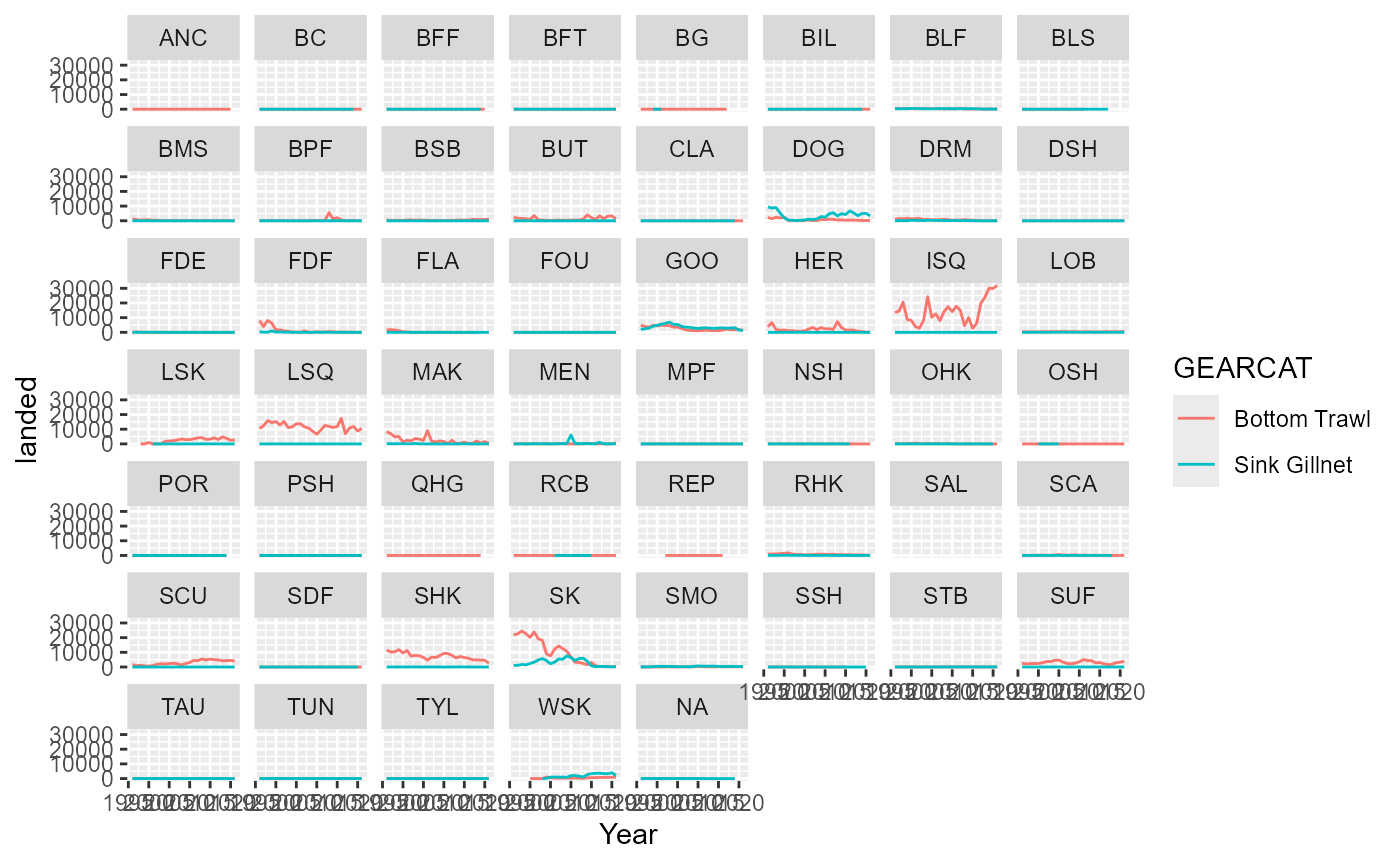 ANC BC BFF BFT BG BIL BLF BLS
30000
20000
10000
0
BMS BPF BSB BUT CLA DOG DRM DSH
30000
20000
10000
0
FDE FDF FLA FOU GOO HER ISQ LOB
30000
20000
10000
0
LSK LSQ MAK MEN MPF NSH OHK OSH
30000
20000
10000
0
POR PSH QHG RCB REP RHK SAL SCA
30000
20000
10000
0
SCU SDF SHK SK SMO SSH STB SUF
30000
20000
10000
0
TAU TUN TYL WSK NA
30000
20000
10000
0
landed
Year
GEARCAT
Bottom Trawl
Sink Gillnet